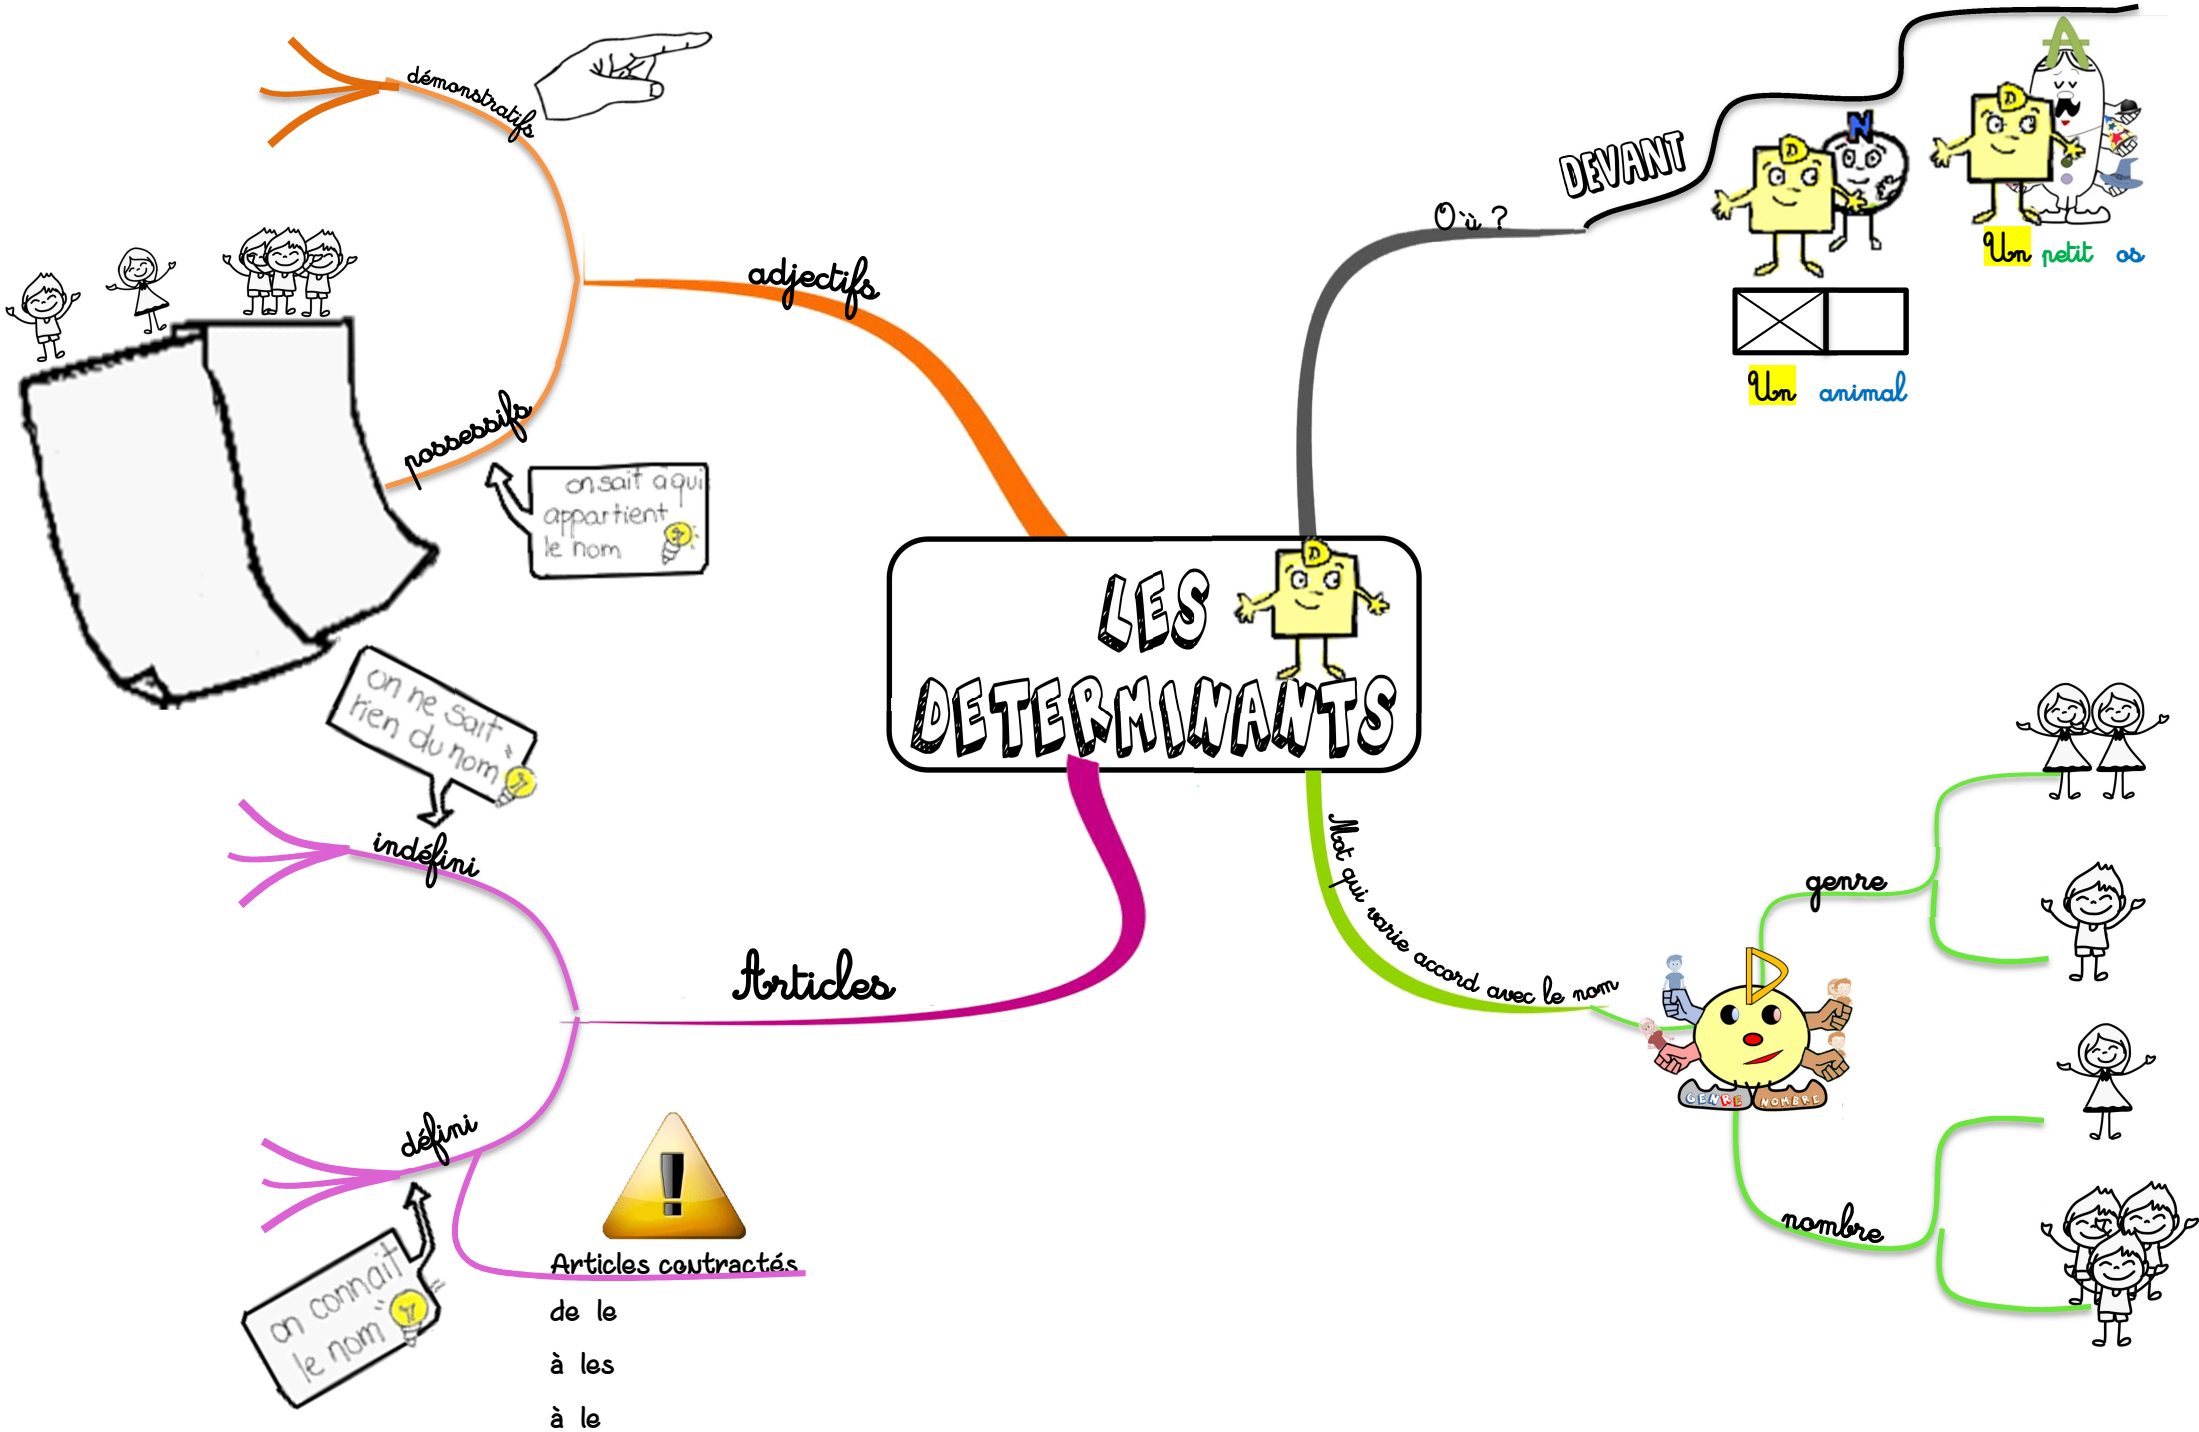 LES
DETERMINANTS
D
Où ?
DEVANT
D
N
Un animal
D
A
Un petit os
adjectifs
démonstratifs
possessifs
on sait à qui
appartient
le nom
Articles
indéfini
on ne sait
rien du nom
défini
on connait
le nom
Articles contractés
de le
à les
à le
Mot qui varie accord avec le nom
D
GENRE NOMBRE
genre
nombre